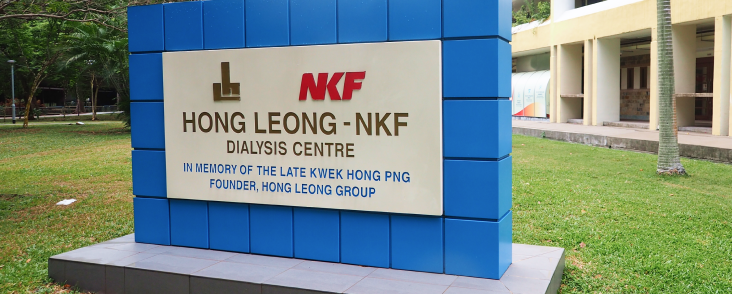 NKF
HONG LEONG - NKF
DIALYSIS CENTRE
IN MEMORY OF THE LATE KWEK HONG PNG
FOUNDER, HONG LEONG GROUP